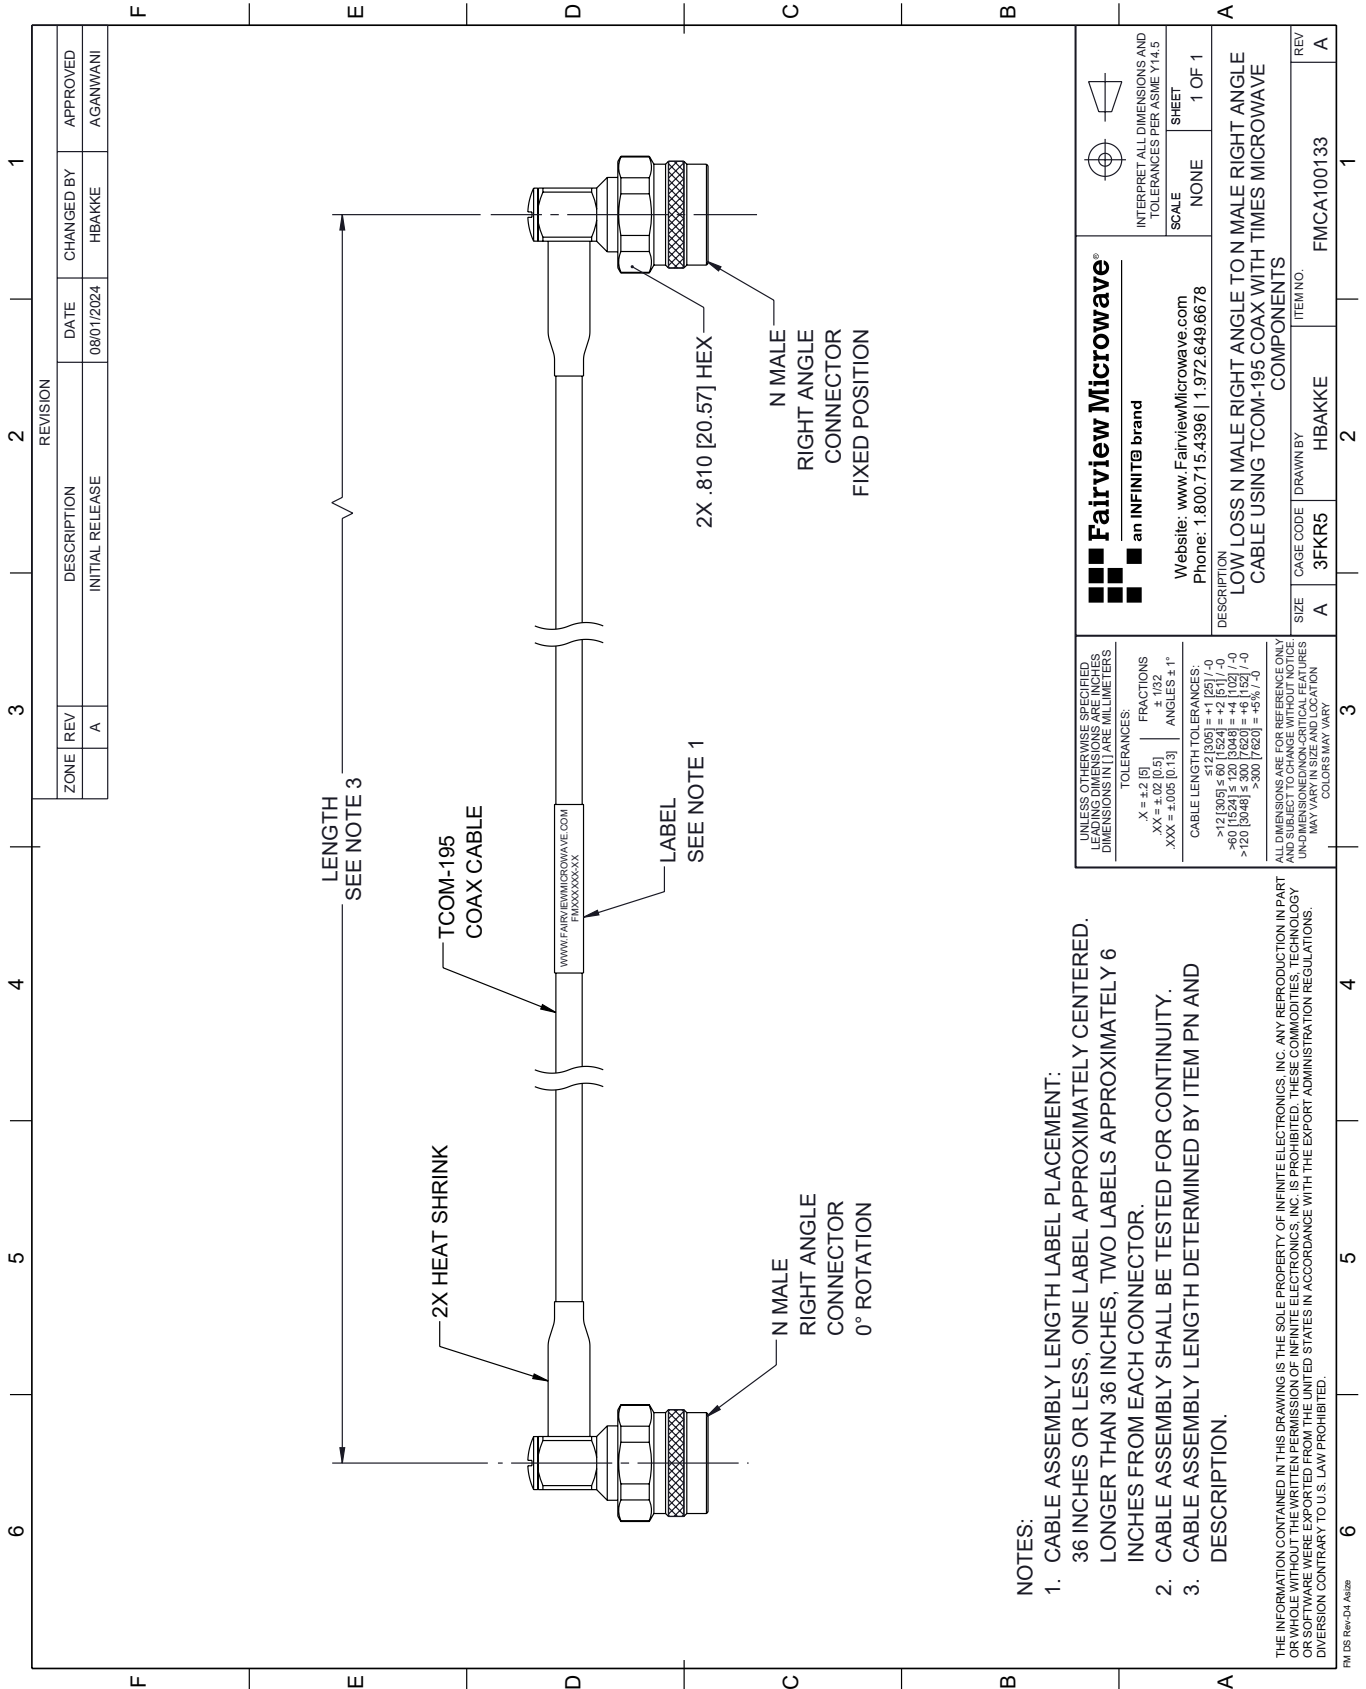 REVISION
ZONE REV DESCRIPTION DATE CHANGED BY APPROVED
A INITIAL RELEASE 08/01/2024 HBAKKE AGANWANI
6 5 4 3 2 1
F
E
D
C
B
A
LENGTH
SEE NOTE 3
2X HEAT SHRINK
TCOM-195
COAX CABLE
WWW.FAIRVIEWMICROWAVE.COM
FMXXXXXX-XX
LABEL
SEE NOTE 1
2X .810 [20.57] HEX
N MALE
RIGHT ANGLE
CONNECTOR
0° ROTATION
N MALE
RIGHT ANGLE
CONNECTOR
FIXED POSITION
NOTES:
1. CABLE ASSEMBLY LENGTH LABEL PLACEMENT:
36 INCHES OR LESS, ONE LABEL APPROXIMATELY CENTERED.
LONGER THAN 36 INCHES, TWO LABELS APPROXIMATELY 6
INCHES FROM EACH CONNECTOR.
2. CABLE ASSEMBLY SHALL BE TESTED FOR CONTINUITY.
3. CABLE ASSEMBLY LENGTH DETERMINED BY ITEM PN AND
DESCRIPTION.
THE INFORMATION CONTAINED IN THIS DRAWING IS THE SOLE PROPERTY OF INFINITE ELECTRONICS, INC. ANY REPRODUCTION IN PART
OR WHOLE WITHOUT THE WRITTEN PERMISSION OF INFINITE ELECTRONICS, INC. IS PROHIBITED. THESE COMMODITIES, TECHNOLOGY
OR SOFTWARE WERE EXPORTED FROM THE UNITED STATES IN ACCORDANCE WITH THE EXPORT ADMINISTRATION REGULATIONS.
DIVERSION CONTRARY TO U.S. LAW PROHIBITED.
UNLESS OTHERWISE SPECIFIED
LEADING DIMENSIONS ARE INCHES
DIMENSIONS IN [ ] ARE MILLIMETERS
TOLERANCES:
.X = ±.2 [5] FRACTIONS
.XX = ±.02 [0.5] ± 1/32
.XXX = ±.005 [0.13] ANGLES ± 1°
CABLE LENGTH TOLERANCES:
≤12 [305] = +1 [25] / -0
>12 [305] ≤ 60 [1524] = +2 [51] / -0
>60 [1524] ≤ 120 [3048] = +4 [102] / -0
>120 [3048] ≤ 300 [7620] = +6 [152] / -0
>300 [7620] = +5% / -0
ALL DIMENSIONS ARE FOR REFERENCE ONLY
AND SUBJECT TO CHANGE WITHOUT NOTICE.
UN-DIMENSIONED/NON-CRITICAL FEATURES
MAY VARY IN SIZE AND LOCATION
COLORS MAY VARY
Fairview Microwave®
an INFINIT@ brand
Website: www.FairviewMicrowave.com
Phone: 1.800.715.4396 | 1.972.649.6678
INTERPRET ALL DIMENSIONS AND
TOLERANCES PER ASME Y14.5
SCALE SHEET
NONE 1 OF 1
DESCRIPTION
LOW LOSS N MALE RIGHT ANGLE TO N MALE RIGHT ANGLE
CABLE USING TCOM-195 COAX WITH TIMES MICROWAVE
COMPONENTS
SIZE CAGE CODE DRAWN BY ITEM NO. REV
A 3FKR5 HBAKKE FMCA100133 A
6 5 4 3 2 1
F
E
D
C
B
A
FM DS Rev-D4 Asize